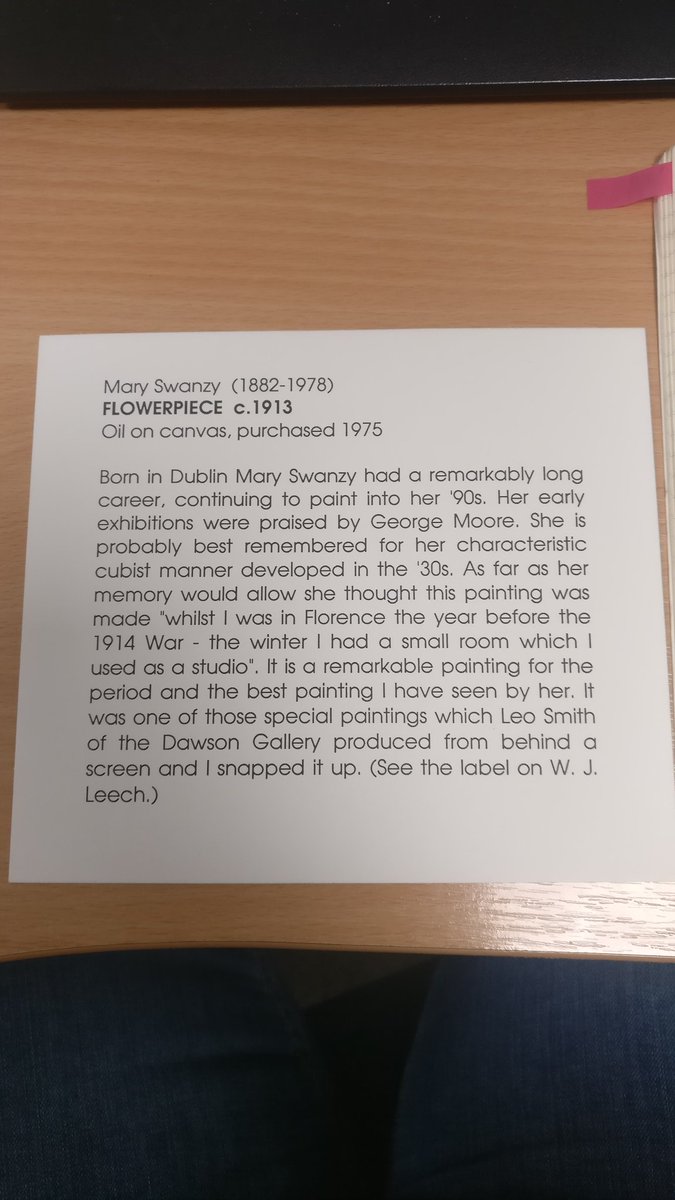 Mary Swanzy (1882-1978)
FLOWERPIECE c.1913
Oil on canvas, purchased 1975
Born in Dublin Mary Swanzy had a remarkably long
career, continuing to paint into her '90s. Her early
exhibitions were praised by George Moore. She is
probably best remembered for her characteristic
cubist manner developed in the '30s. As far as her
memory would allow she thought this painting was
made "whilst I was in Florence the year before the
1914 War - the winter I had a small room which I
used as a studio". It is a remarkable painting for the
period and the best painting I have seen by her. It
was one of those special paintings which Leo Smith
of the Dawson Gallery produced from behind a
screen and I snapped it up. (See the label on W. J.
Leech.)